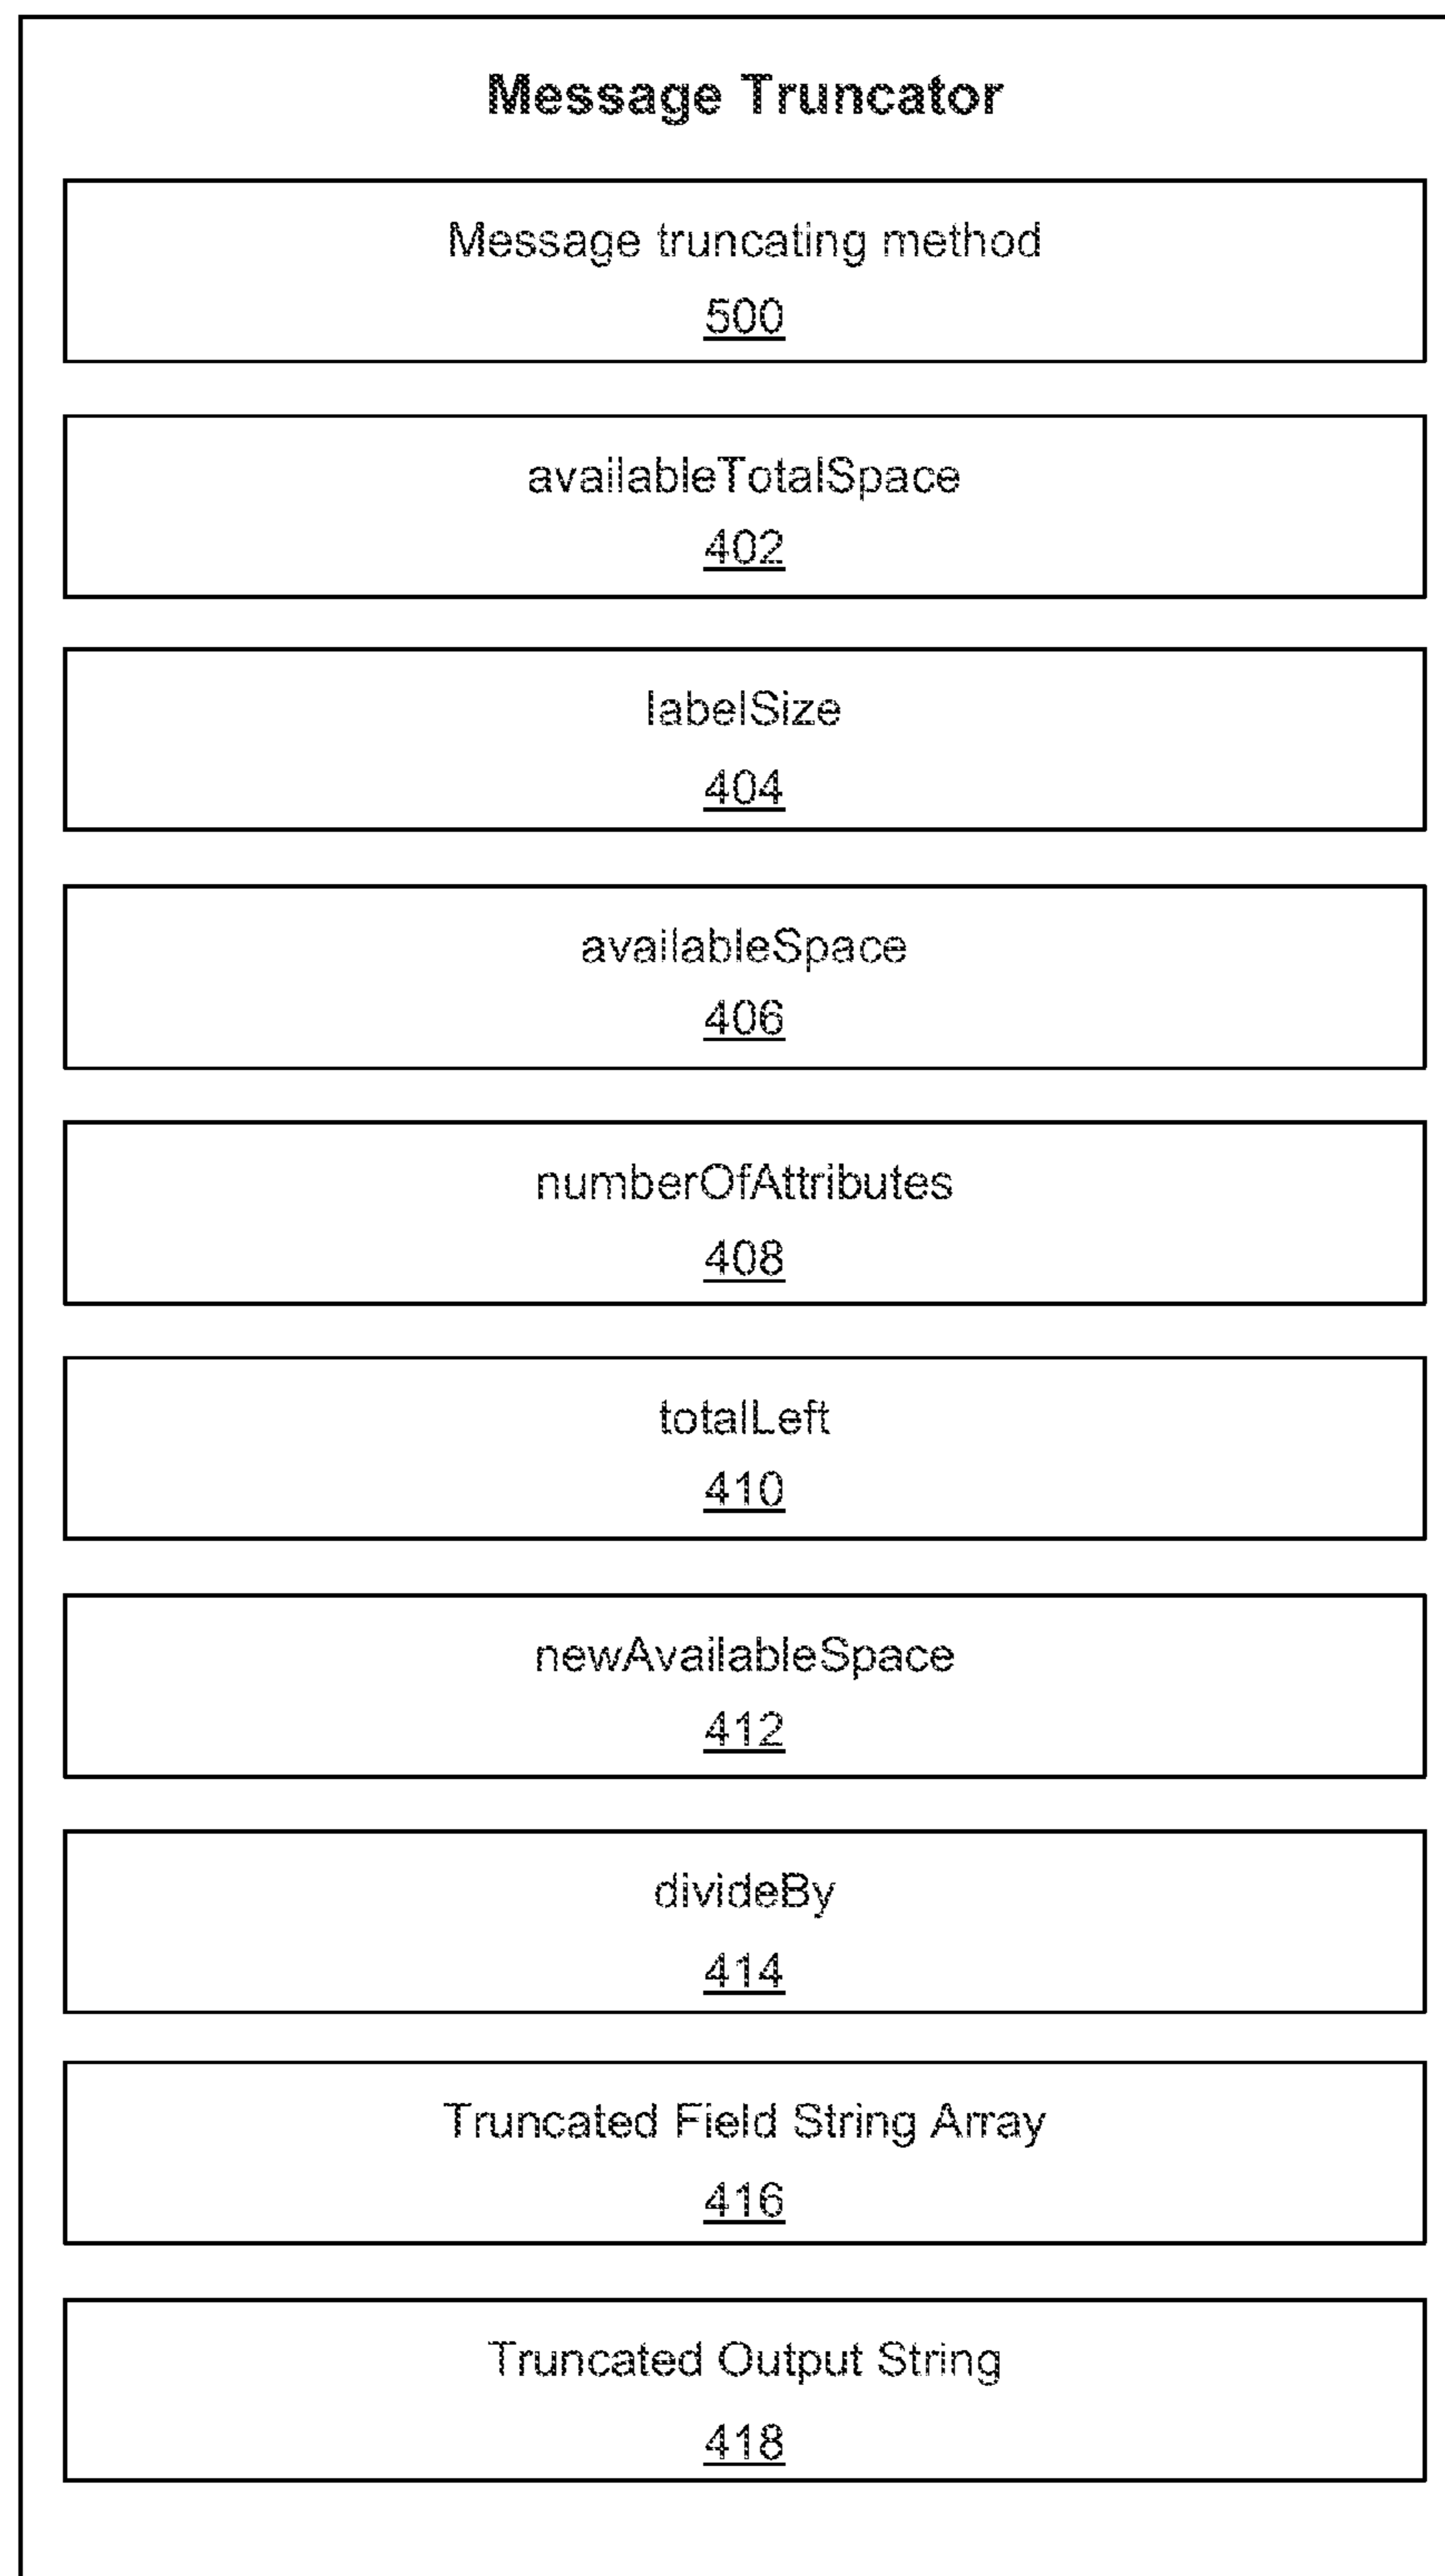 Message Truncator
Message truncating method
500
availableTotalSpace
402
labelSize
404
availableSpace
406
numberOfAttributes
408
totalLeft
410
newAvailableSpace
412
divideBy
414
Truncated Field String Array
416
Truncated Output String
418